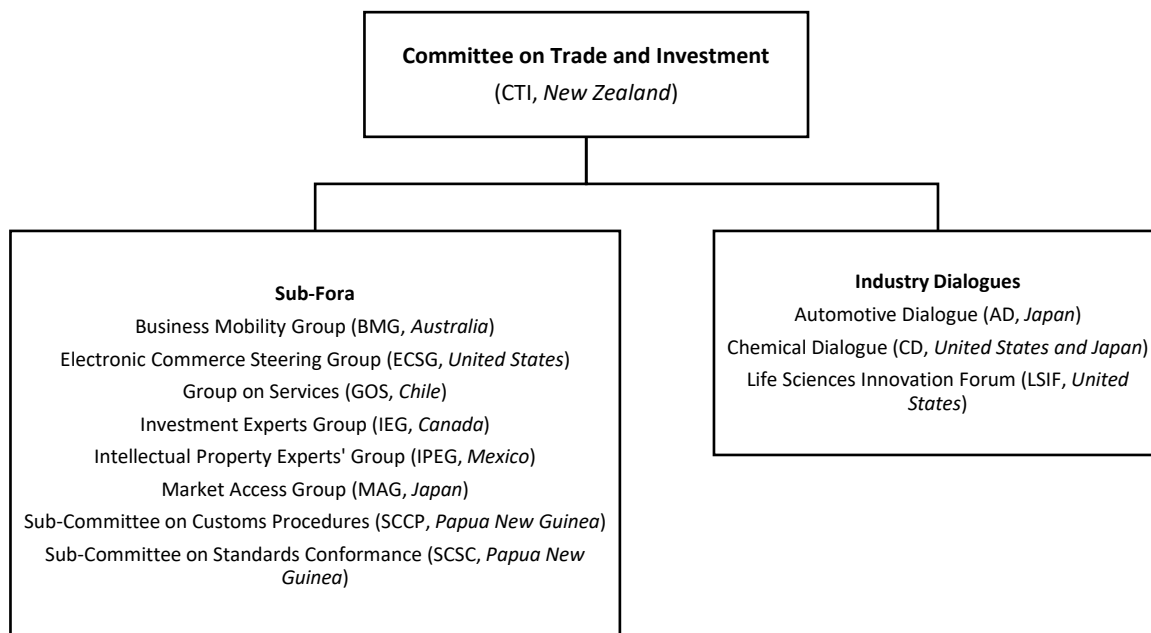 Committee on Trade and Investment
(CTI, New Zealand)
Sub-Fora
Business Mobility Group (BMG, Australia)
Electronic Commerce Steering Group (ECSG, United States)
Group on Services (GOS, Chile)
Investment Experts Group (IEG, Canada)
Intellectual Property Experts' Group (IPEG, Mexico)
Market Access Group (MAG, Japan)
Sub-Committee on Customs Procedures (SCCP, Papua New Guinea)
Sub-Committee on Standards Conformance (SCSC, Papua New
Guinea)
Industry Dialogues
Automotive Dialogue (AD, Japan)
Chemical Dialogue (CD, United States and Japan)
Life Sciences Innovation Forum (LSIF, United
States)